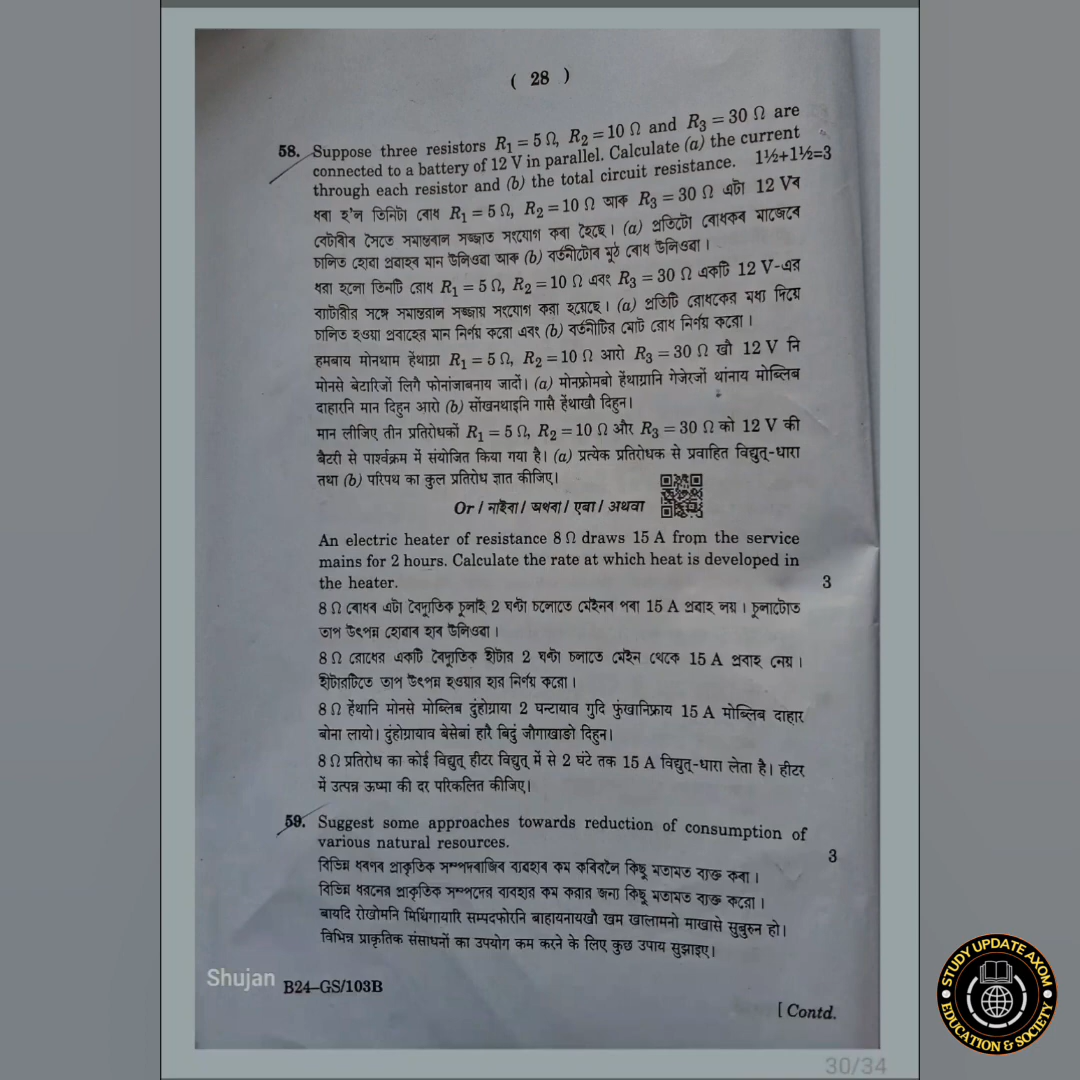 ( 28 )
58. Suppose three resistors R₁ = 5 Ω, R₂ = 10 Ω and R₃ = 30 Ω are
connected to a battery of 12 V in parallel. Calculate (a) the current
through each resistor and (b) the total circuit resistance. 1½+1½=3
ধৰা হ'ল তিনিটা ৰোধ R₁ = 5 Ω, R₂ = 10 Ω আৰু R₃ = 30 Ω এটা 12 Vৰ
বেটাৰীৰ সৈতে সমান্তৰাল সজ্জাত সংযোগ কৰা হৈছে। (a) প্ৰতিটো ৰোধকৰ মাজেৰে
চালিত হোৱা প্ৰবাহৰ মান উলিওৱা আৰু (b) বৰ্তনীটোৰ মুঠ ৰোধ উলিওৱা।
ধরা হলো তিনটি রোধ R₁ = 5 Ω, R₂ = 10 Ω এবং R₃ = 30 Ω একটি 12 V-এর
ব্যাটারীর সঙ্গে সমান্তরাল সজ্জায় সংযোগ করা হয়েছে। (a) প্রতিটি রোধকের মধ্য দিয়ে
চালিত হওয়া প্রবাহের মান নির্ণয় করো এবং (b) বর্তনীটির মোট রোধ নির্ণয় করো।
हमबाय मोनथाम हेंथाग्रा R₁ = 5 Ω, R₂ = 10 Ω आरो R₃ = 30 Ω खौ 12 V नि
मोनसे बेटारिजों लिगै फोनांजाबनाय जादों। (a) मोनफ्रोमबो हेंथाग्रानि गेजेरजों थांनाय मोब्लिब
दाहारनि मान दिहुन आरो (b) सोंखनथाइनि गासै हेंथाखौ दिहुन।
मान लीजिए तीन प्रतिरोधकों R₁ = 5 Ω, R₂ = 10 Ω और R₃ = 30 Ω को 12 V की
बैटरी से पार्श्वक्रम में संयोजित किया गया है। (a) प्रत्येक प्रतिरोधक से प्रवाहित विद्युत्-धारा
तथा (b) परिपथ का कुल प्रतिरोध ज्ञात कीजिए।
Or / নাইবা / অথবা / एबा / अथवा
An electric heater of resistance 8 Ω draws 15 A from the service
mains for 2 hours. Calculate the rate at which heat is developed in
the heater. 3
8 Ω ৰোধৰ এটা বৈদ্যুতিক চুলাই 2 ঘণ্টা চলোতে মেইনৰ পৰা 15 A প্ৰবাহ লয়। চুলাটোত
তাপ উৎপন্ন হোৱাৰ হাৰ উলিওৱা।
8 Ω রোধের একটি বৈদ্যুতিক হীটার 2 ঘণ্টা চলাতে মেইন থেকে 15 A প্রবাহ নেয়।
হীটারটিতে তাপ উৎপন্ন হওয়ার হার নির্ণয় করো।
8 Ω हेंथानि मोनसे मोब्लिब दुंहोग्राया 2 घन्टायाव गुदि फुंखानिफ्राय 15 A मोब्लिब दाहार
बोना लायो। दुंहोग्रायाव बेसेबां हारै बिदुं जौगाखाङो दिहुन।
8 Ω प्रतिरोध का कोई विद्युत् हीटर विद्युत् में से 2 घंटे तक 15 A विद्युत्-धारा लेता है। हीटर
में उत्पन्न ऊष्मा की दर परिकलित कीजिए।
59. Suggest some approaches towards reduction of consumption of
various natural resources. 3
বিভিন্ন ধৰণৰ প্ৰাকৃতিক সম্পদৰাজিৰ ব্যৱহাৰ কম কৰিবলৈ কিছু মতামত ব্যক্ত কৰা।
বিভিন্ন ধরনের প্রাকৃতিক সম্পদের ব্যবহার কম করার জন্য কিছু মতামত ব্যক্ত করো।
बायदि रोखोमनि मिथिंगायारि सम्पदफोरनि बाहायनायखौ खम खालामनो माखासे सुबुरुन हो।
विभिन्न प्राकृतिक संसाधनों का उपयोग कम करने के लिए कुछ उपाय सुझाइए।
Shujan
B24–GS/103B
[ Contd.
30/34
STUDY UPDATE AXOM
EDUCATION & SOCIETY